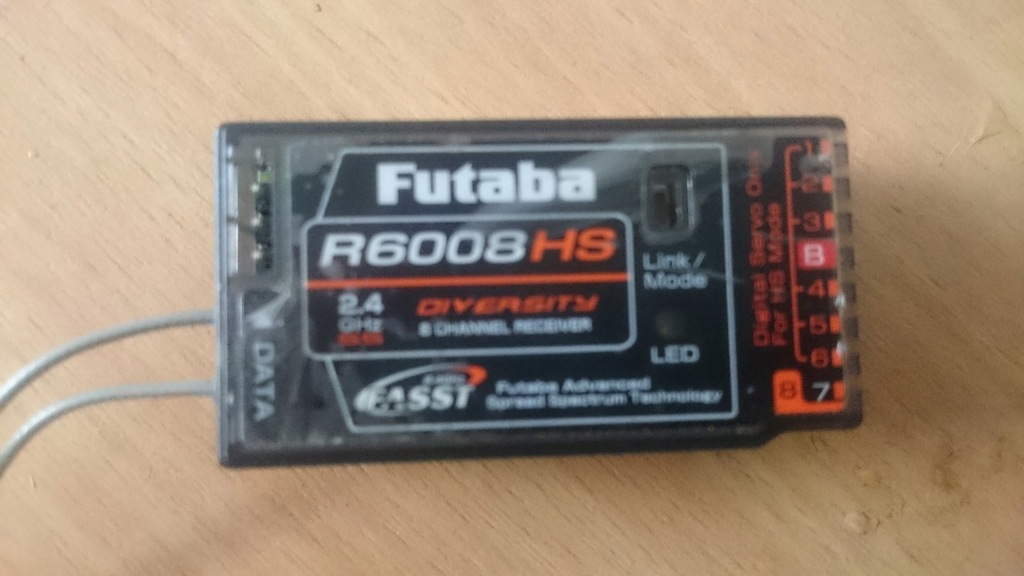 Futaba
R6008HS
2.4
GHz
SS
DIVERSITY
8 CHANNEL RECEIVER
FASST
Futaba Advanced
Spread Spectrum Technology
Link /
Mode
LED
DATA
Digital Servo Only
For HS Mode
1
2
3
B
4
5
6
8 7